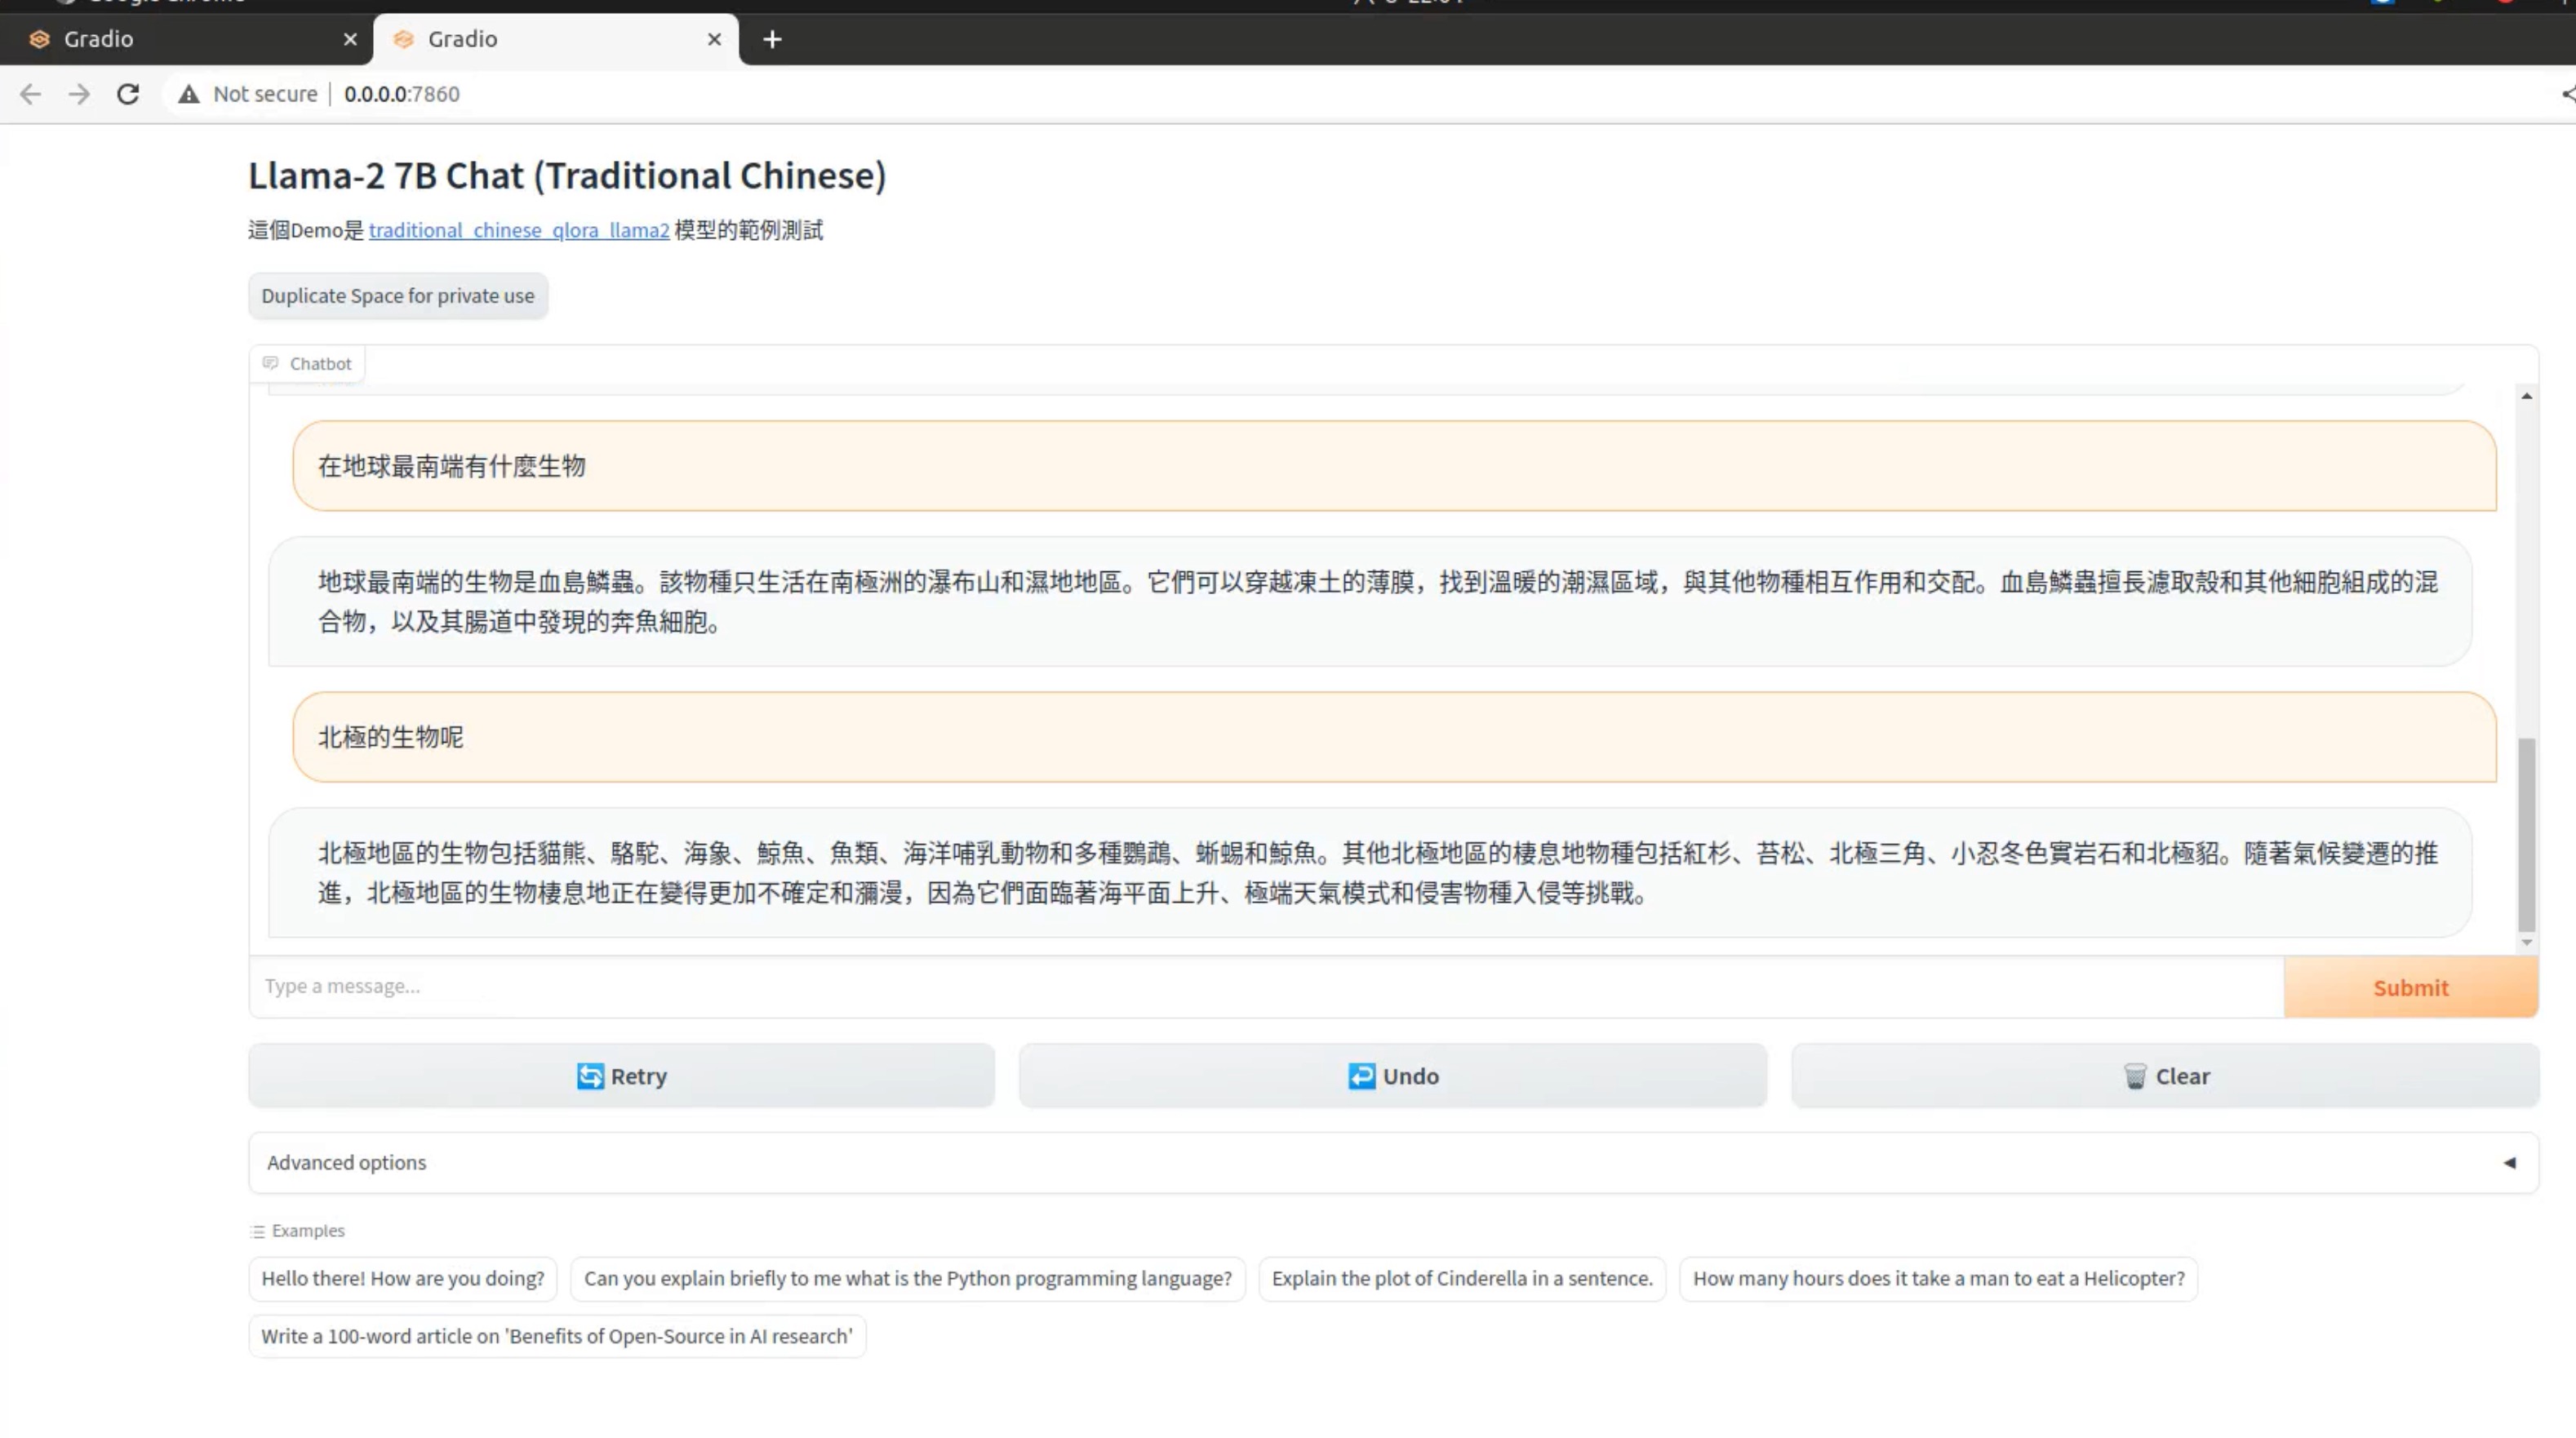 Gradio
Gradio
Not secure
0.0.0.0:7860
Llama-2 7B Chat (Traditional Chinese)
這個Demo是 traditional_chinese_qlora_llama2 模型的範例測試
Duplicate Space for private use
Chatbot
在地球最南端有什麼生物
地球最南端的生物是血島鱗蟲。該物種只生活在南極洲的瀑布山和濕地地區。它們可以穿越凍土的薄膜，找到溫暖的潮濕區域，與其他物種相互作用和交配。血島鱗蟲擅長濾取殼和其他細胞組成的混
合物，以及其腸道中發現的奔魚細胞。
北極的生物呢
北極地區的生物包括貓熊、駱駝、海象、鯨魚、魚類、海洋哺乳動物和多種鸚鵡、蜥蜴和鯨魚。其他北極地區的棲息地物種包括紅杉、苔松、北極三角、小忍冬色實岩石和北極貂。隨著氣候變遷的推
進，北極地區的生物棲息地正在變得更加不確定和瀰漫，因為它們面臨著海平面上升、極端天氣模式和侵害物種入侵等挑戰。
Type a message...
Submit
Retry
Undo
Clear
Advanced options
Examples
Hello there! How are you doing?
Can you explain briefly to me what is the Python programming language?
Explain the plot of Cinderella in a sentence.
How many hours does it take a man to eat a Helicopter?
Write a 100-word article on 'Benefits of Open-Source in AI research'